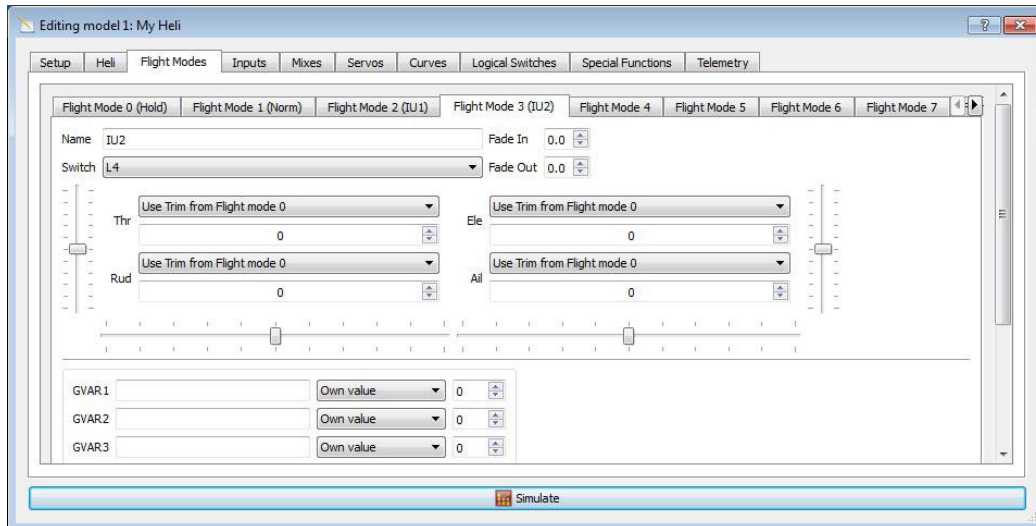 Editing model 1: My Heli
Setup Heli Flight Modes Inputs Mixes Servos Curves Logical Switches Special Functions Telemetry
Flight Mode 0 (Hold) Flight Mode 1 (Norm) Flight Mode 2 (IU1) Flight Mode 3 (IU2) Flight Mode 4 Flight Mode 5 Flight Mode 6 Flight Mode 7
Name IU2 Fade In 0.0
Switch L4 Fade Out 0.0
Use Trim from Flight mode 0 Use Trim from Flight mode 0
Thr Ele
0 0
Use Trim from Flight mode 0 Use Trim from Flight mode 0
Rud Ail
0 0
GVAR1 Own value 0
GVAR2 Own value 0
GVAR3 Own value 0
Simulate